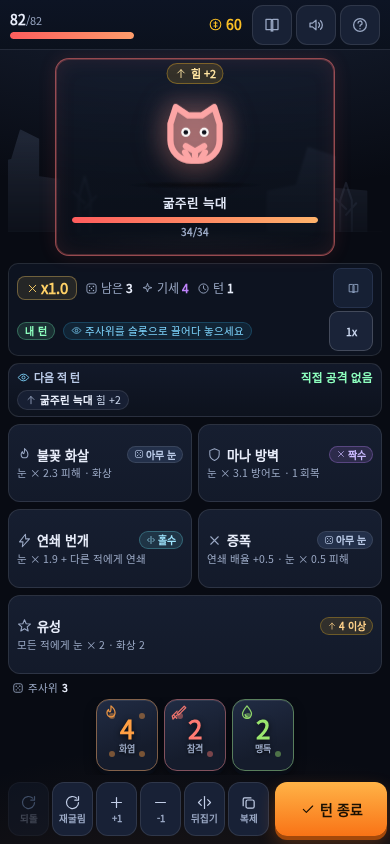 82/82
60
힘 +2
굶주린 늑대
34/34
x1.0 남은 3 기세 4 턴 1
내 턴 주사위를 슬롯으로 끌어다 놓으세요 1x
다음 적 턴 직접 공격 없음
굶주린 늑대 힘 +2
불꽃 화살 아무 눈
눈 × 2.3 피해 · 화상
마나 방벽 짝수
눈 × 3.1 방어도 · 1 회복
연쇄 번개 홀수
눈 × 1.9 + 다른 적에게 연쇄
증폭 아무 눈
연쇄 배율 +0.5 · 눈 × 0.5 피해
유성 4 이상
모든 적에게 눈 × 2 · 화상 2
주사위 3
4 2 2
화염 참격 맹독
되돌 재굴림 +1 -1 뒤집기 복제 턴 종료